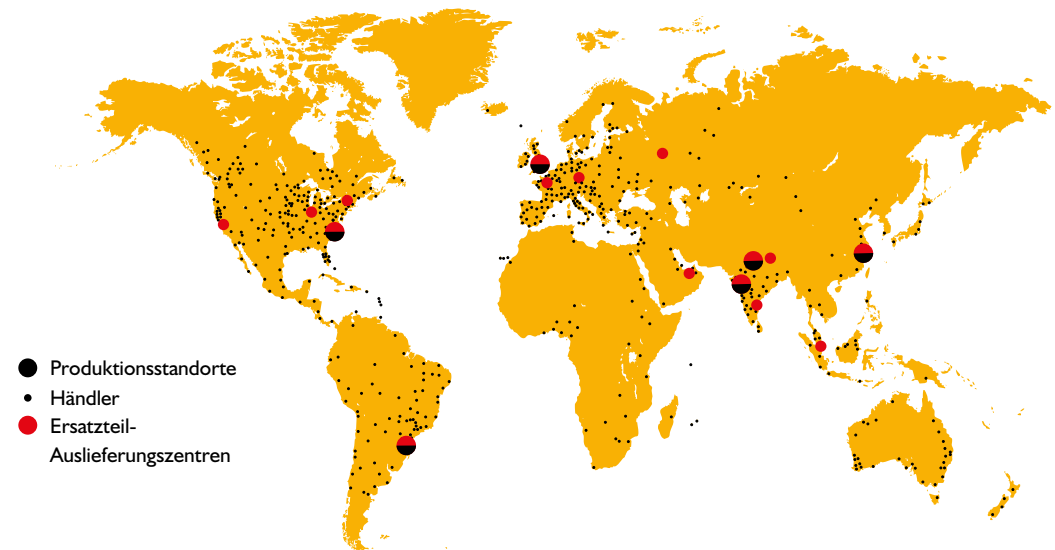 Produktionsstandorte
Händler
Ersatzteil-
Auslieferungszentren